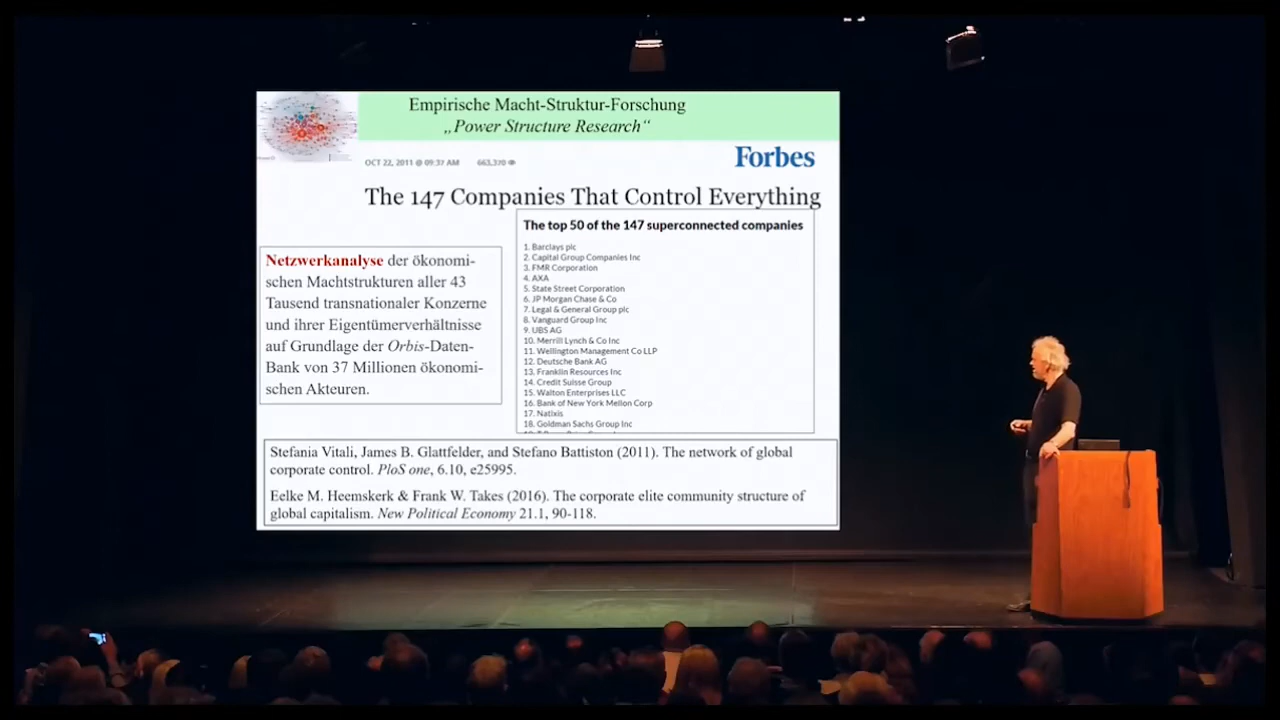 Empirische Macht-Struktur-Forschung
„Power Structure Research“
OCT 22, 2011 @ 09:37 AM 663,370
Forbes
The 147 Companies That Control Everything
Netzwerkanalyse der ökonomi-
schen Machtstrukturen aller 43
Tausend transnationaler Konzerne
und ihrer Eigentümerverhältnisse
auf Grundlage der Orbis-Daten-
Bank von 37 Millionen ökonomi-
schen Akteuren.
The top 50 of the 147 superconnected companies
1. Barclays plc
2. Capital Group Companies Inc
3. FMR Corporation
4. AXA
5. State Street Corporation
6. JP Morgan Chase & Co
7. Legal & General Group plc
8. Vanguard Group Inc
9. UBS AG
10. Merrill Lynch & Co Inc
11. Wellington Management Co LLP
12. Deutsche Bank AG
13. Franklin Resources Inc
14. Credit Suisse Group
15. Walton Enterprises LLC
16. Bank of New York Mellon Corp
17. Natixis
18. Goldman Sachs Group Inc
Stefania Vitali, James B. Glattfelder, and Stefano Battiston (2011). The network of global
corporate control. PloS one, 6.10, e25995.
Eelke M. Heemskerk & Frank W. Takes (2016). The corporate elite community structure of
global capitalism. New Political Economy 21.1, 90-118.